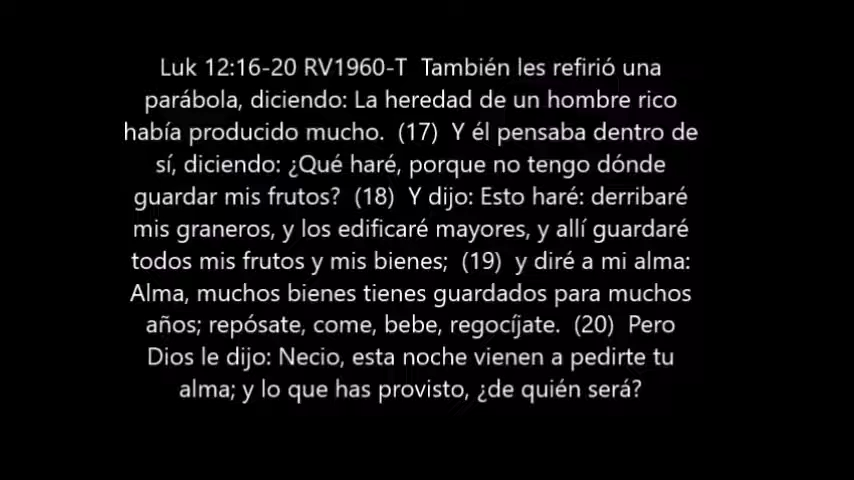 Luk 12:16-20 RV1960-T  También les refirió una
parábola, diciendo: La heredad de un hombre rico
había producido mucho.  (17)  Y él pensaba dentro de
sí, diciendo: ¿Qué haré, porque no tengo dónde
guardar mis frutos?  (18)  Y dijo: Esto haré: derribaré
mis graneros, y los edificaré mayores, y allí guardaré
todos mis frutos y mis bienes;  (19)  y diré a mi alma:
Alma, muchos bienes tienes guardados para muchos
años; repósate, come, bebe, regocíjate.  (20)  Pero
Dios le dijo: Necio, esta noche vienen a pedirte tu
alma; y lo que has provisto, ¿de quién será?